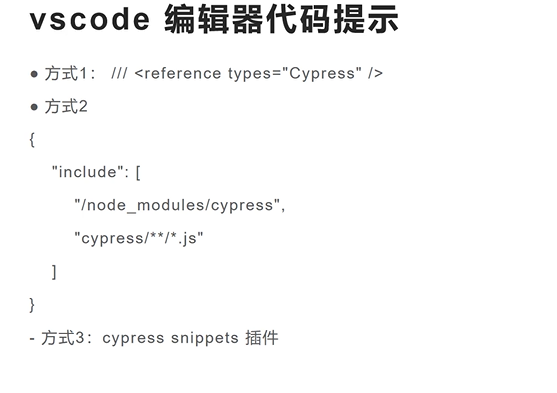 vscode 编辑器代码提示
● 方式1： /// <reference types="Cypress" />
● 方式2
{
"include": [
"/node_modules/cypress",
"cypress/**/*.js"
]
}
- 方式3：cypress snippets 插件